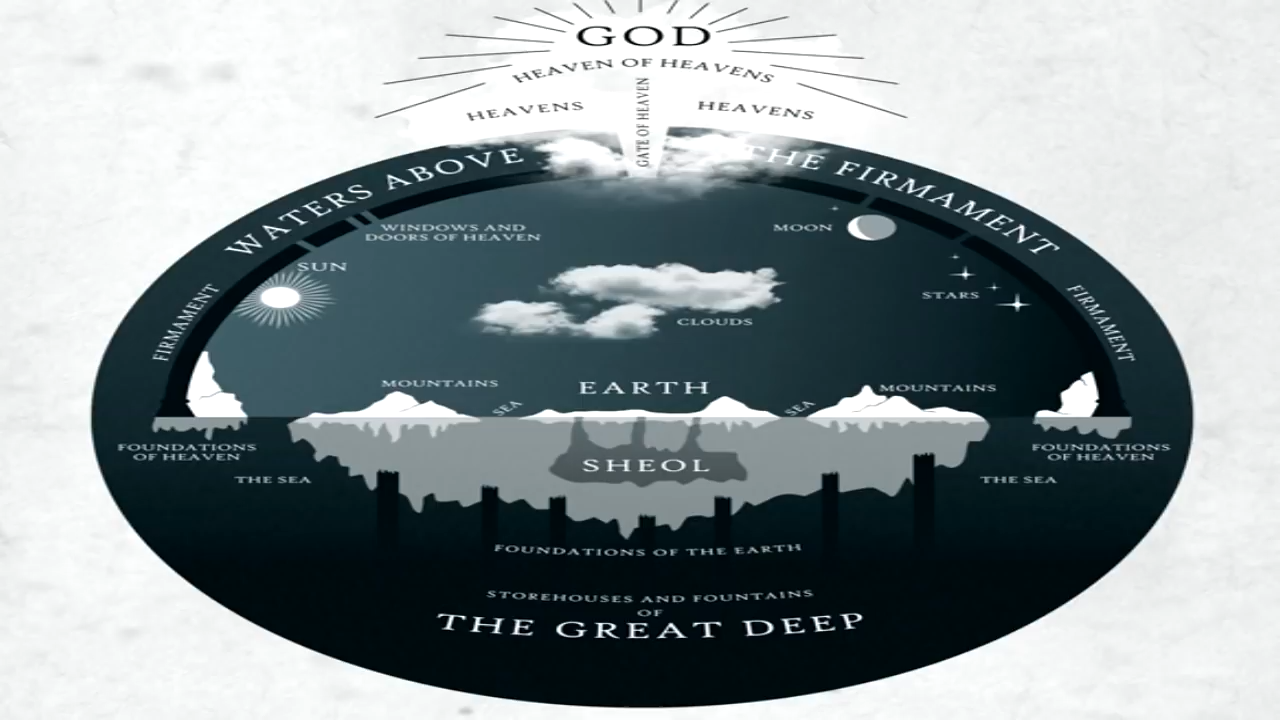 GOD
HEAVEN OF HEAVENS
HEAVENS
GATE OF HEAVEN
HEAVENS
WATERS ABOVE
THE FIRMAMENT
WINDOWS AND
DOORS OF HEAVEN
MOON
SUN
STARS
FIRMAMENT
FIRMAMENT
CLOUDS
MOUNTAINS
EARTH
MOUNTAINS
SEA
SEA
FOUNDATIONS
OF HEAVEN
FOUNDATIONS
OF HEAVEN
SHEOL
THE SEA
THE SEA
FOUNDATIONS OF THE EARTH
STOREHOUSES AND FOUNTAINS
OF
THE GREAT DEEP